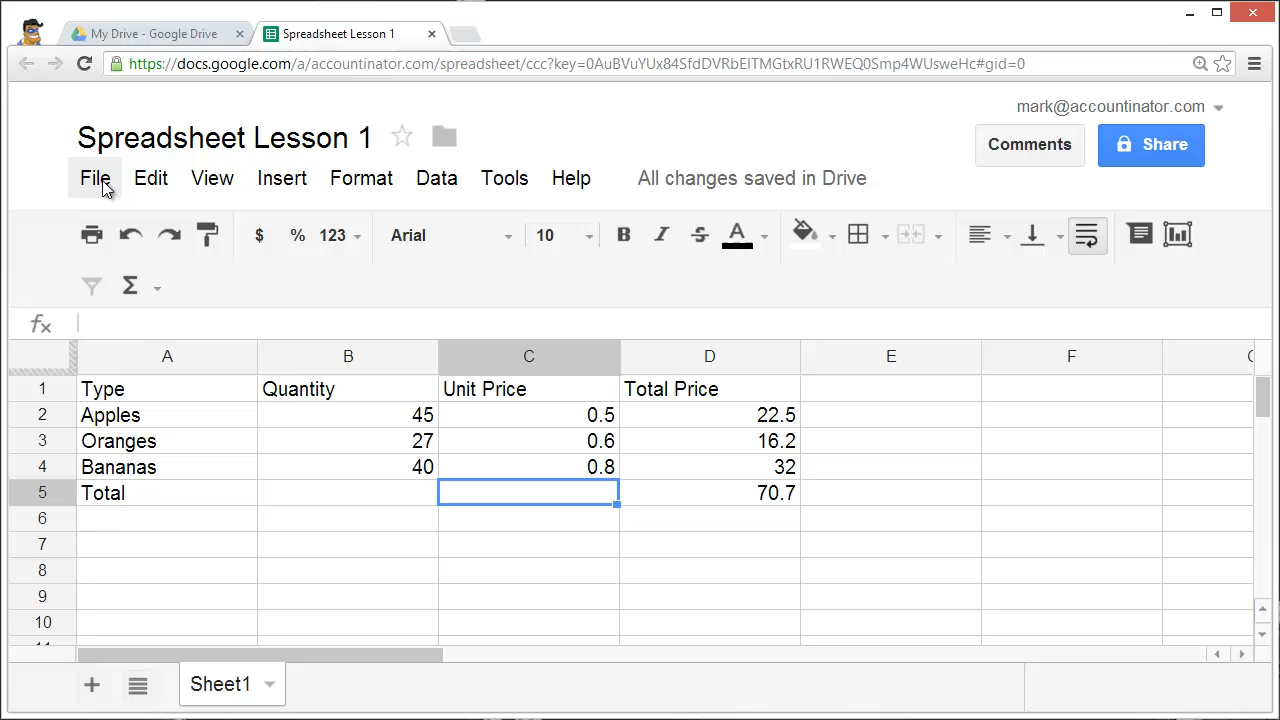 My Drive - Google Drive
Spreadsheet Lesson 1
https://docs.google.com/a/accountinator.com/spreadsheet/ccc?key=0AuBVuYUx84SfdDVRbElTMGtxRU1RWEQ0Smp4WUsweHc#gid=0
mark@accountinator.com
Spreadsheet Lesson 1
Comments
Share
File Edit View Insert Format Data Tools Help All changes saved in Drive
$ % 123 Arial 10 B I S A
Σ
fx
A B C D E F
1 Type Quantity Unit Price Total Price
2 Apples 45 0.5 22.5
3 Oranges 27 0.6 16.2
4 Bananas 40 0.8 32
5 Total 70.7
6
7
8
9
10
Sheet1